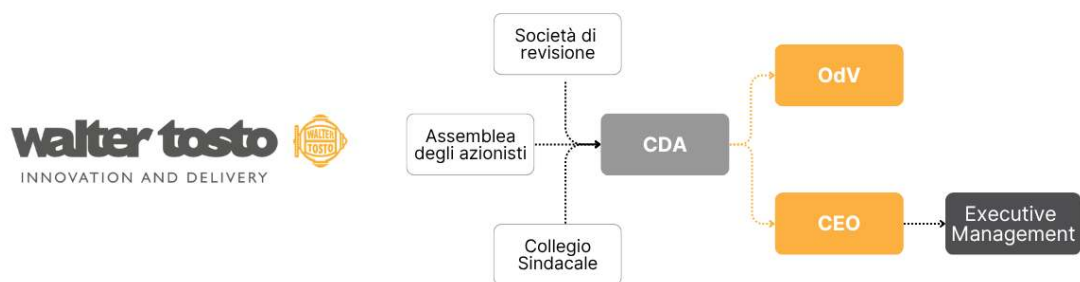 walter tosto
WALTER
TOSTO
INNOVATION AND DELIVERY
Società di
revisione
Assemblea
degli azionisti
Collegio
Sindacale
CDA
OdV
CEO
Executive
Management